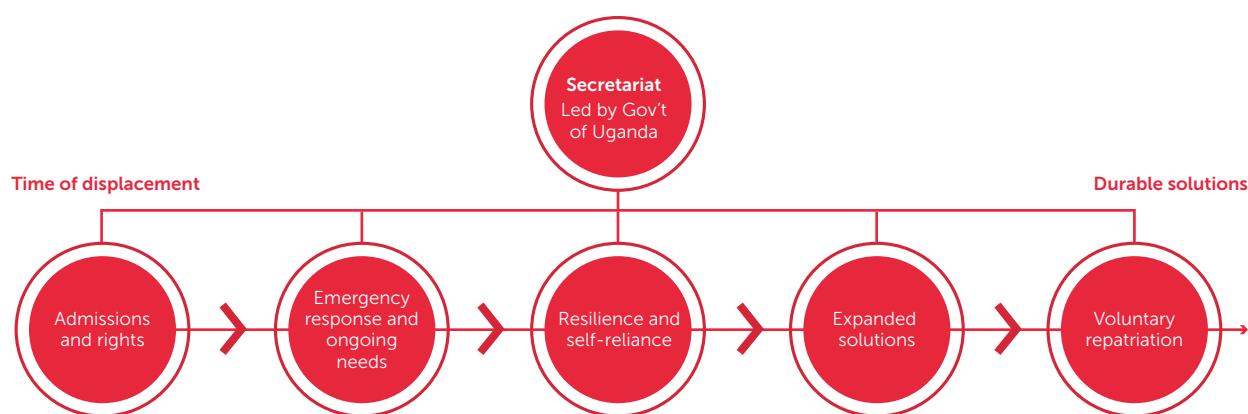 Secretariat
Led by Gov't
of Uganda
Time of displacement
Durable solutions
Admissions
and rights
Emergency
response and
ongoing
needs
Resilience and
self-reliance
Expanded
solutions
Voluntary
repatriation